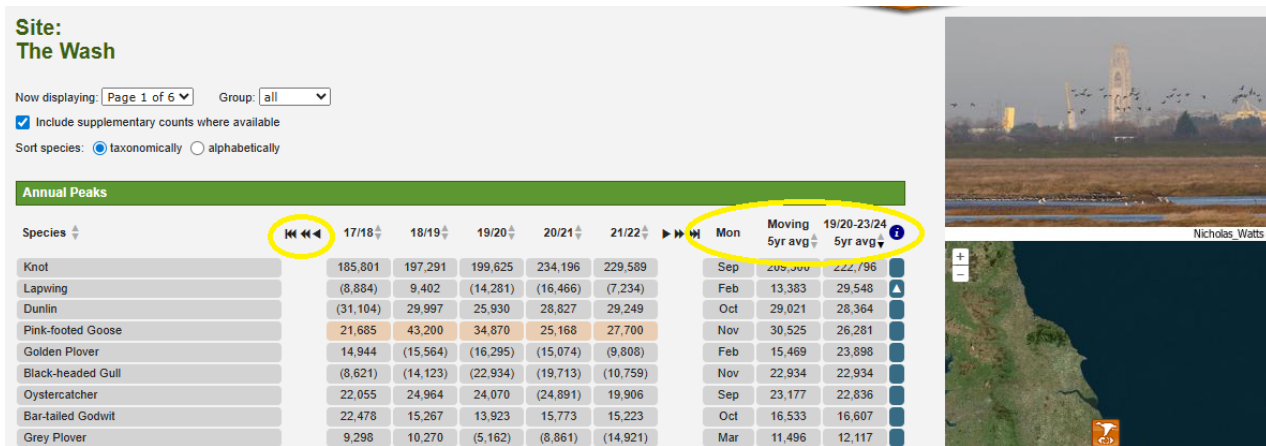 Site:
The Wash
Now displaying: Page 1 of 6 Group: all
Include supplementary counts where available
Sort species: taxonomically alphabetically
Annual Peaks
Species 17/18 18/19 19/20 20/21 21/22 Mon Moving 5yr avg 19/20-23/24 5yr avg i
Knot 185,801 197,291 199,625 234,196 229,589 Sep 209,300 222,796
Lapwing (8,884) 9,402 (14,281) (16,466) (7,234) Feb 13,383 29,548
Dunlin (31,104) 29,997 25,930 28,827 29,249 Oct 29,021 28,364
Pink-footed Goose 21,685 43,200 34,870 25,168 27,700 Nov 30,525 26,281
Golden Plover 14,944 (15,564) (16,295) (15,074) (9,808) Feb 15,469 23,898
Black-headed Gull (8,621) (14,123) (22,934) (19,713) (10,759) Nov 22,934 22,934
Oystercatcher 22,055 24,964 24,070 (24,891) 19,906 Sep 23,177 22,836
Bar-tailed Godwit 22,478 15,267 13,923 15,773 15,223 Oct 16,533 16,607
Grey Plover 9,298 10,270 (5,162) (8,861) (14,921) Mar 11,496 12,117
Nicholas_Watts
+
−